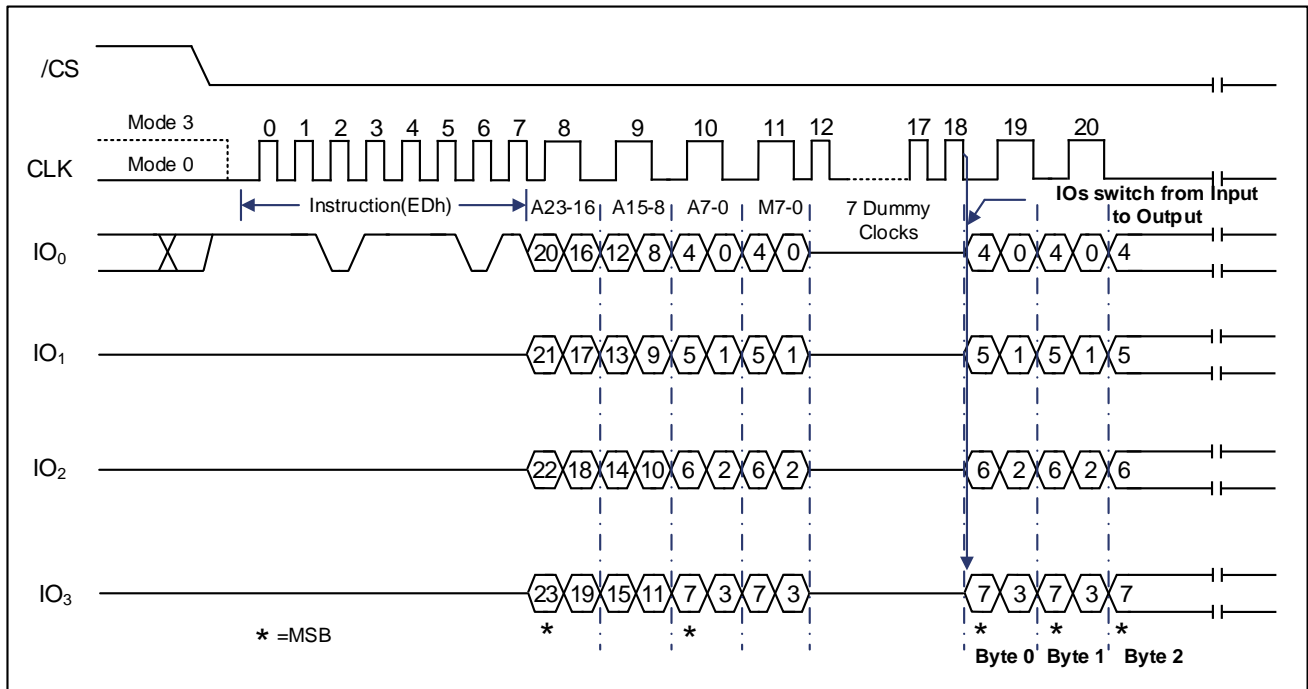 /CS
Mode 3
0 1 2 3 4 5 6 7 8 9 10 11 12 17 18 19 20
CLK
Mode 0
Instruction(EDh)
A23-16 A15-8 A7-0 M7-0
7 Dummy
Clocks
IOs switch from Input
to Output
IO₀
20 16 12 8 4 0 4 0 4 0 4 0 4
IO₁
21 17 13 9 5 1 5 1 5 1 5 1 5
IO₂
22 18 14 10 6 2 6 2 6 2 6 2 6
IO₃
23 19 15 11 7 3 7 3 7 3 7 3 7
* * * * *
* =MSB
Byte 0 Byte 1 Byte 2